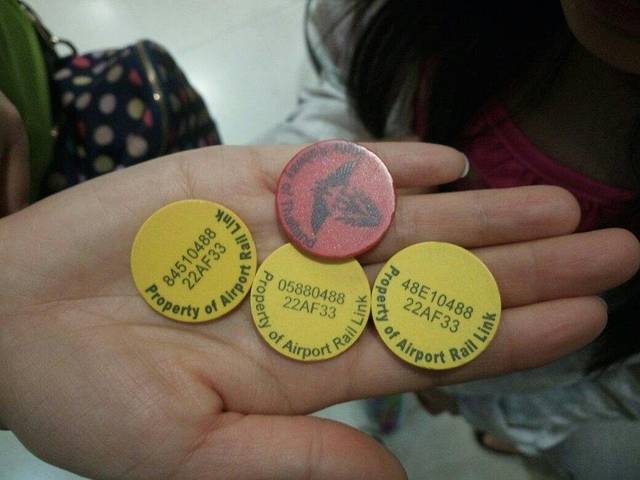 84510488
22AF33
Property of Airport Rail Link
05880488
22AF33
Property of Airport Rail Link
48E10488
22AF33
Property of Airport Rail Link